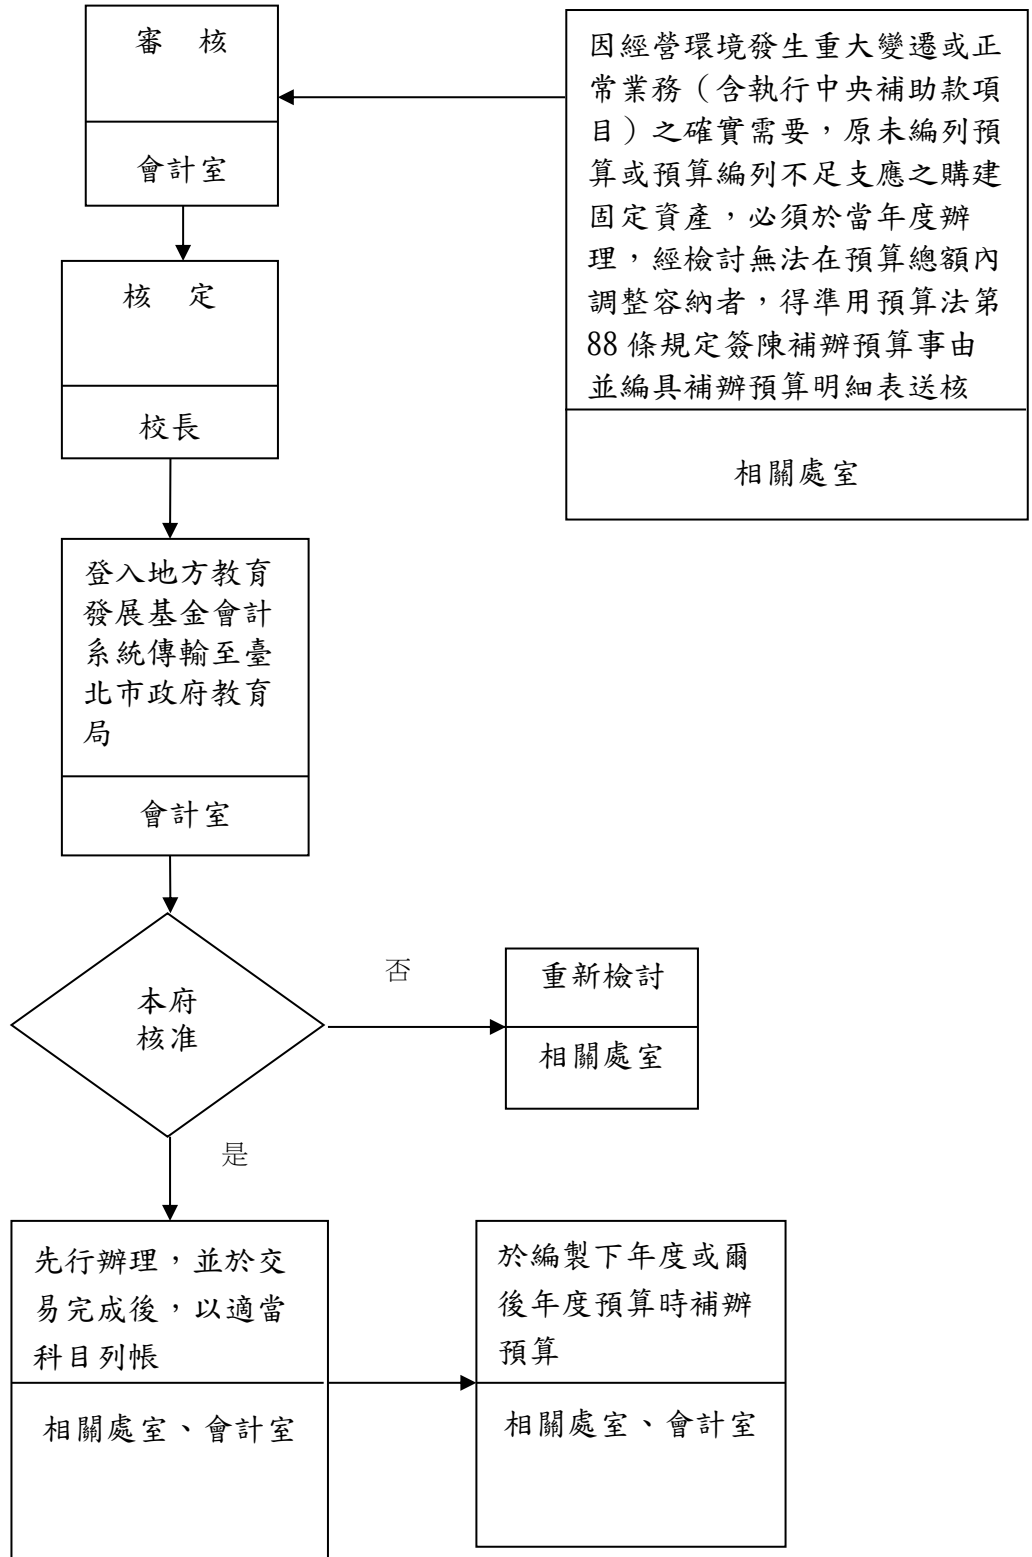 因經營環境發生重大變遷或正
常業務（含執行中央補助款項
目）之確實需要，原未編列預
算或預算編列不足支應之購建
固定資產，必須於當年度辦
理，經檢討無法在預算總額內
調整容納者，得準用預算法第
88 條規定簽陳補辦預算事由
並編具補辦預算明細表送核
相關處室
審　核
會計室
核　定
校長
登入地方教育
發展基金會計
系統傳輸至臺
北市政府教育
局
會計室
本府
核准
否
重新檢討
相關處室
是
先行辦理，並於交
易完成後，以適當
科目列帳
相關處室、會計室
於編製下年度或爾
後年度預算時補辦
預算
相關處室、會計室